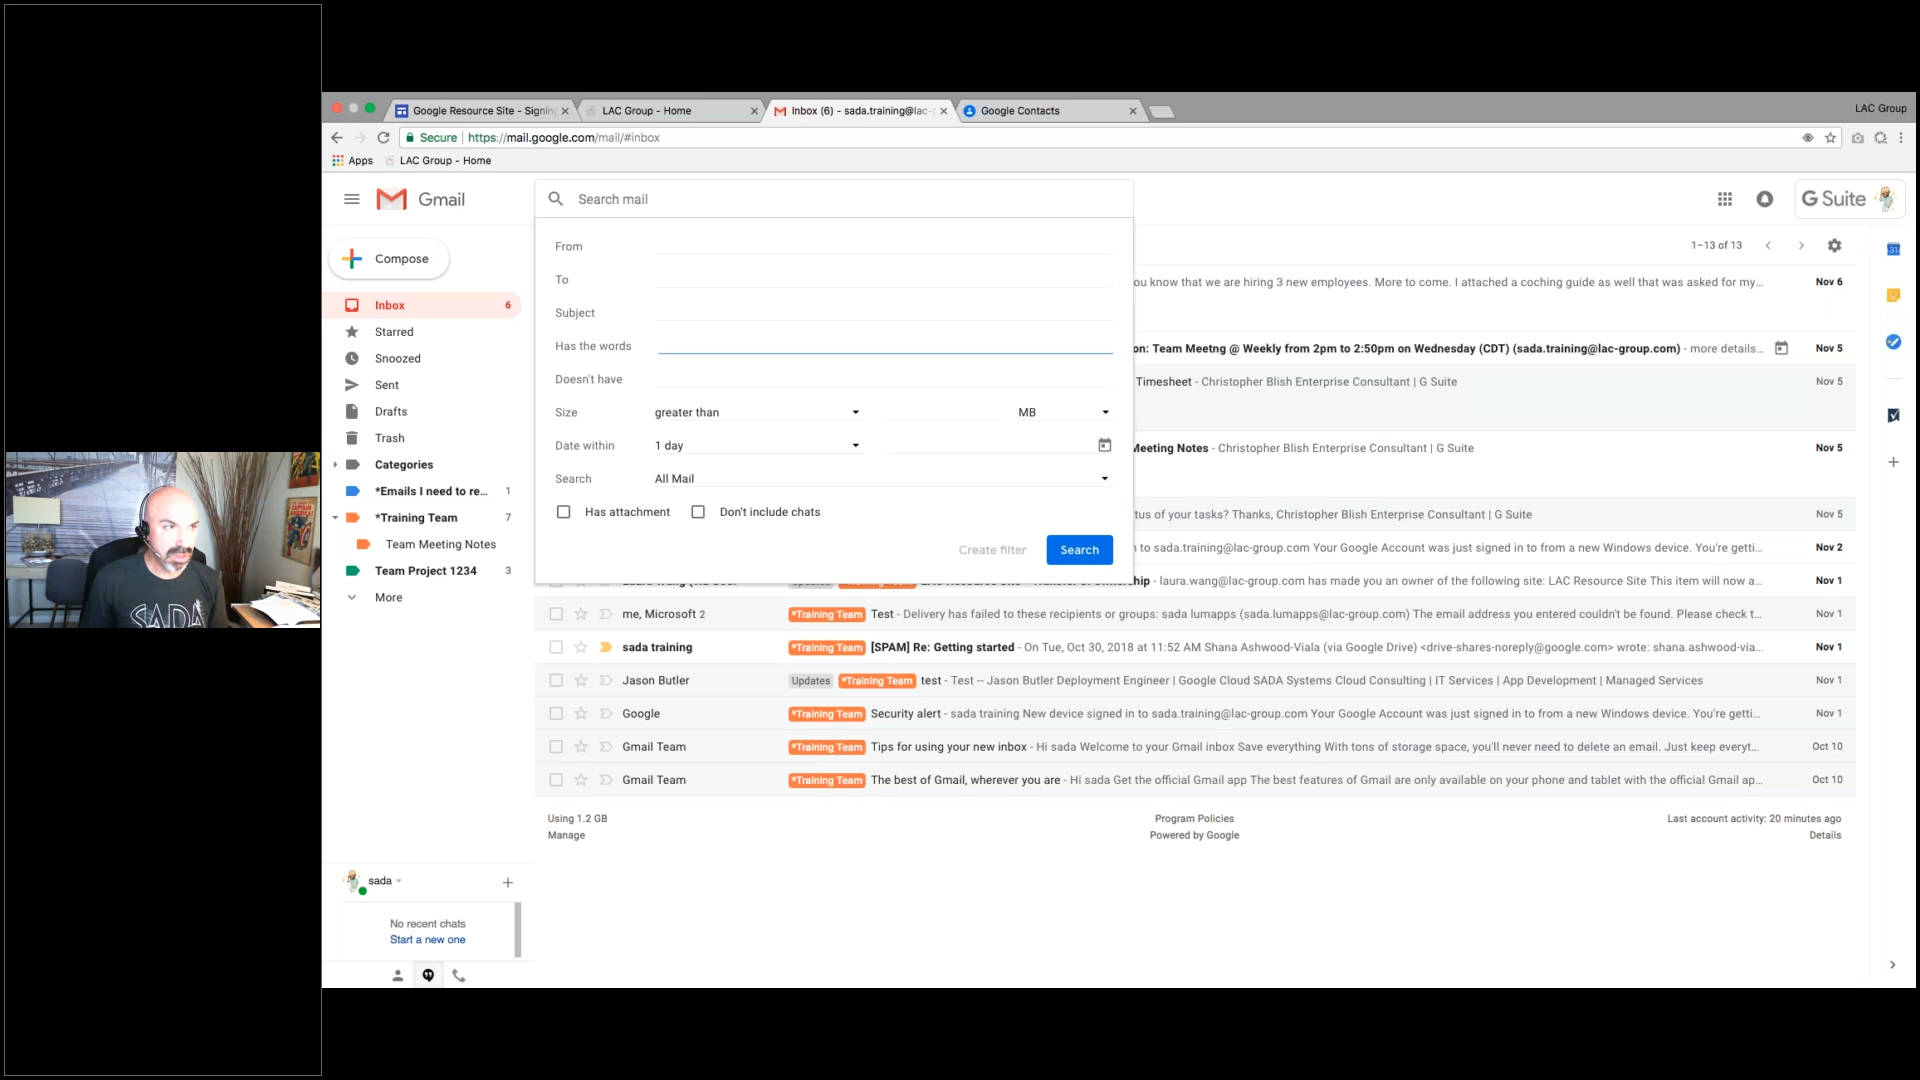 Google Resource Site - Signin
LAC Group - Home
Inbox (6) - sada.training@lac-
Google Contacts
LAC Group
Secure
https://mail.google.com/mail/#inbox
Apps
LAC Group - Home
Gmail
Search mail
G Suite
Compose
From
1–13 of 13
To
ou know that we are hiring 3 new employees. More to come. I attached a coching guide as well that was asked for my...
Nov 6
Inbox
6
Subject
Starred
Has the words
on: Team Meetng @ Weekly from 2pm to 2:50pm on Wednesday (CDT) (sada.training@lac-group.com) - more details...
Nov 5
Snoozed
Doesn't have
Timesheet - Christopher Blish Enterprise Consultant | G Suite
Nov 5
Sent
Drafts
Size
greater than
MB
Trash
Date within
1 day
Meeting Notes - Christopher Blish Enterprise Consultant | G Suite
Nov 5
Categories
Search
All Mail
*Emails I need to re...
1
*Training Team
7
Has attachment
Don't include chats
tus of your tasks? Thanks, Christopher Blish Enterprise Consultant | G Suite
Nov 5
Team Meeting Notes
Create filter
Search
n to sada.training@lac-group.com Your Google Account was just signed in to from a new Windows device. You're getti...
Nov 2
Team Project 1234
3
hip - laura.wang@lac-group.com has made you an owner of the following site: LAC Resource Site This item will now a...
Nov 1
More
me, Microsoft 2
*Training Team
Test - Delivery has failed to these recipients or groups: sada lumapps (sada.lumapps@lac-group.com) The email address you entered couldn't be found. Please check t...
Nov 1
sada training
*Training Team
[SPAM] Re: Getting started - On Tue, Oct 30, 2018 at 11:52 AM Shana Ashwood-Viala (via Google Drive) <drive-shares-noreply@google.com> wrote: shana.ashwood-via...
Nov 1
Jason Butler
Updates
*Training Team
test - Test -- Jason Butler Deployment Engineer | Google Cloud SADA Systems Cloud Consulting | IT Services | App Development | Managed Services
Nov 1
Google
*Training Team
Security alert - sada training New device signed in to sada.training@lac-group.com Your Google Account was just signed in to from a new Windows device. You're getti...
Nov 1
Gmail Team
*Training Team
Tips for using your new inbox - Hi sada Welcome to your Gmail inbox Save everything With tons of storage space, you'll never need to delete an email. Just keep everyt...
Oct 10
Gmail Team
*Training Team
The best of Gmail, wherever you are - Hi sada Get the official Gmail app The best features of Gmail are only available on your phone and tablet with the official Gmail ap...
Oct 10
Using 1.2 GB
Manage
Program Policies
Powered by Google
Last account activity: 20 minutes ago
Details
sada
No recent chats
Start a new one
SADA